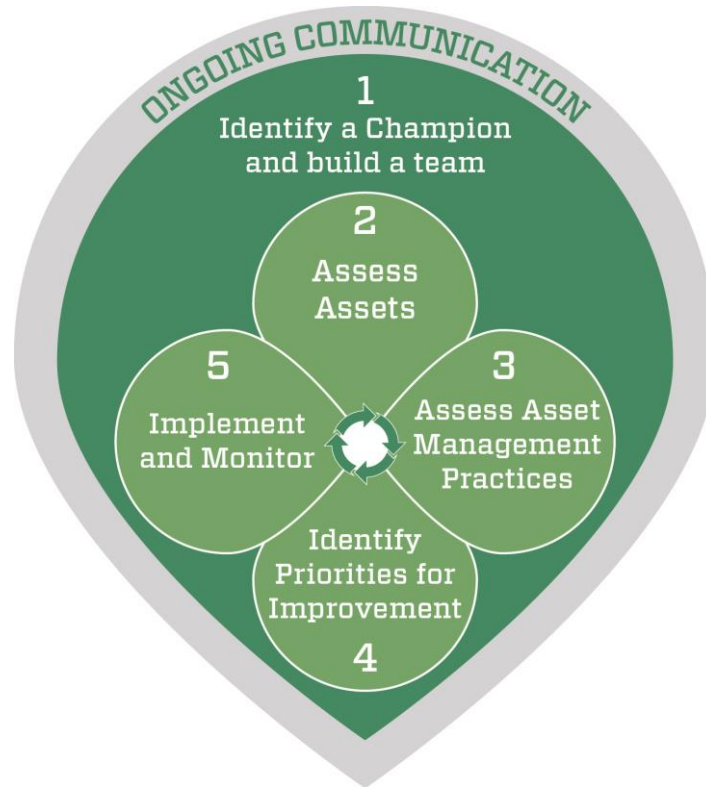 ONGOING COMMUNICATION
1
Identify a Champion
and build a team
2
Assess
Assets
3
Assess Asset
Management
Practices
Identify
Priorities for
Improvement
4
5
Implement
and Monitor